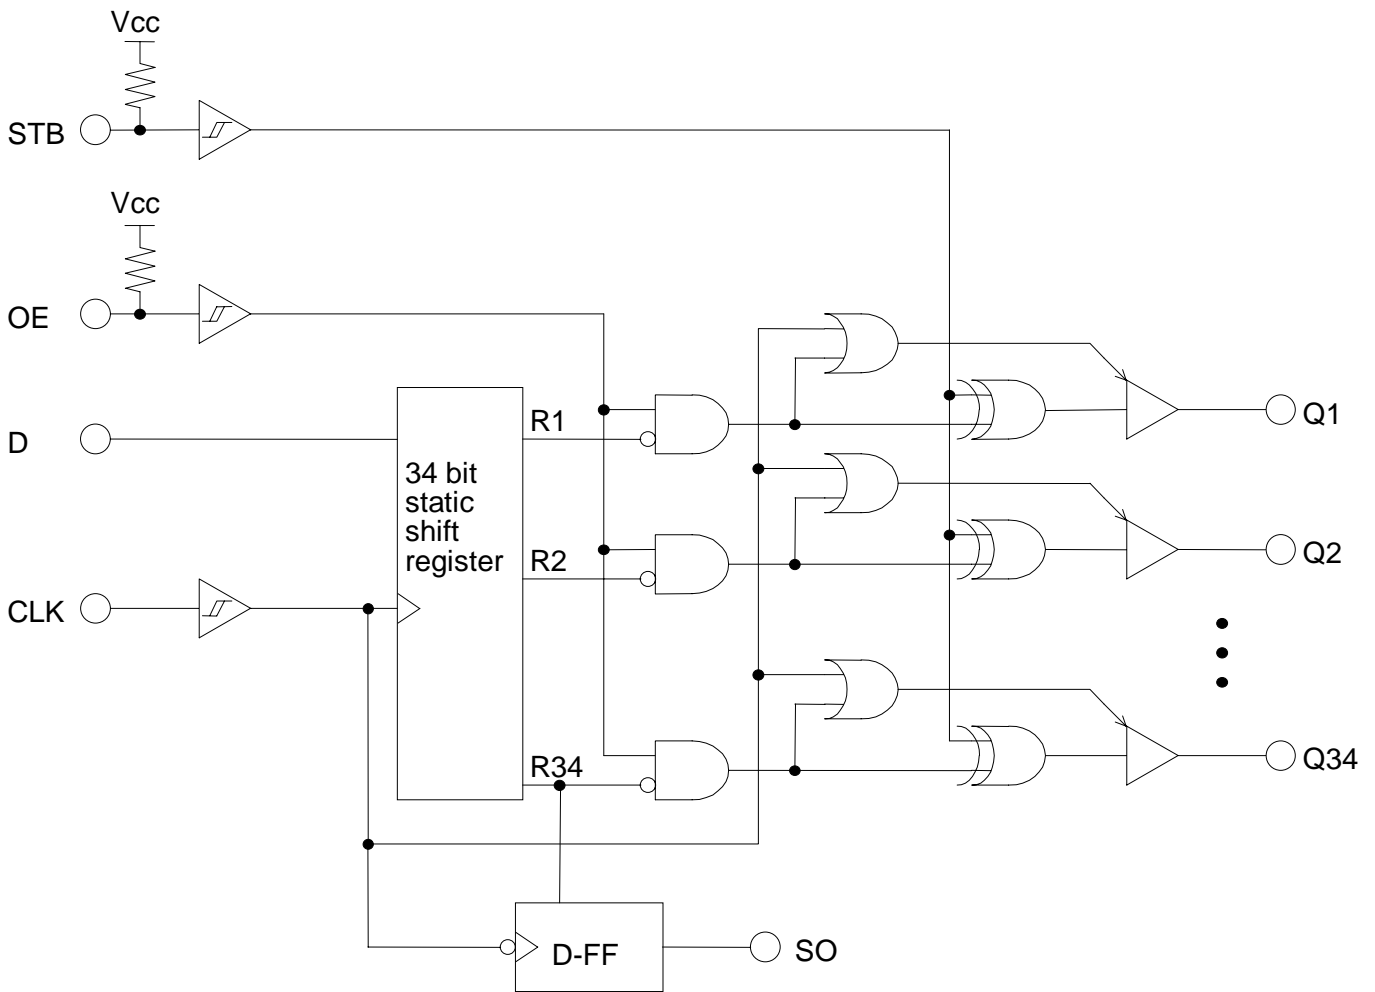 Vcc
STB
Vcc
OE
D
CLK
34 bit
static
shift
register
R1
R2
R34
D-FF
SO
Q1
Q2
Q34